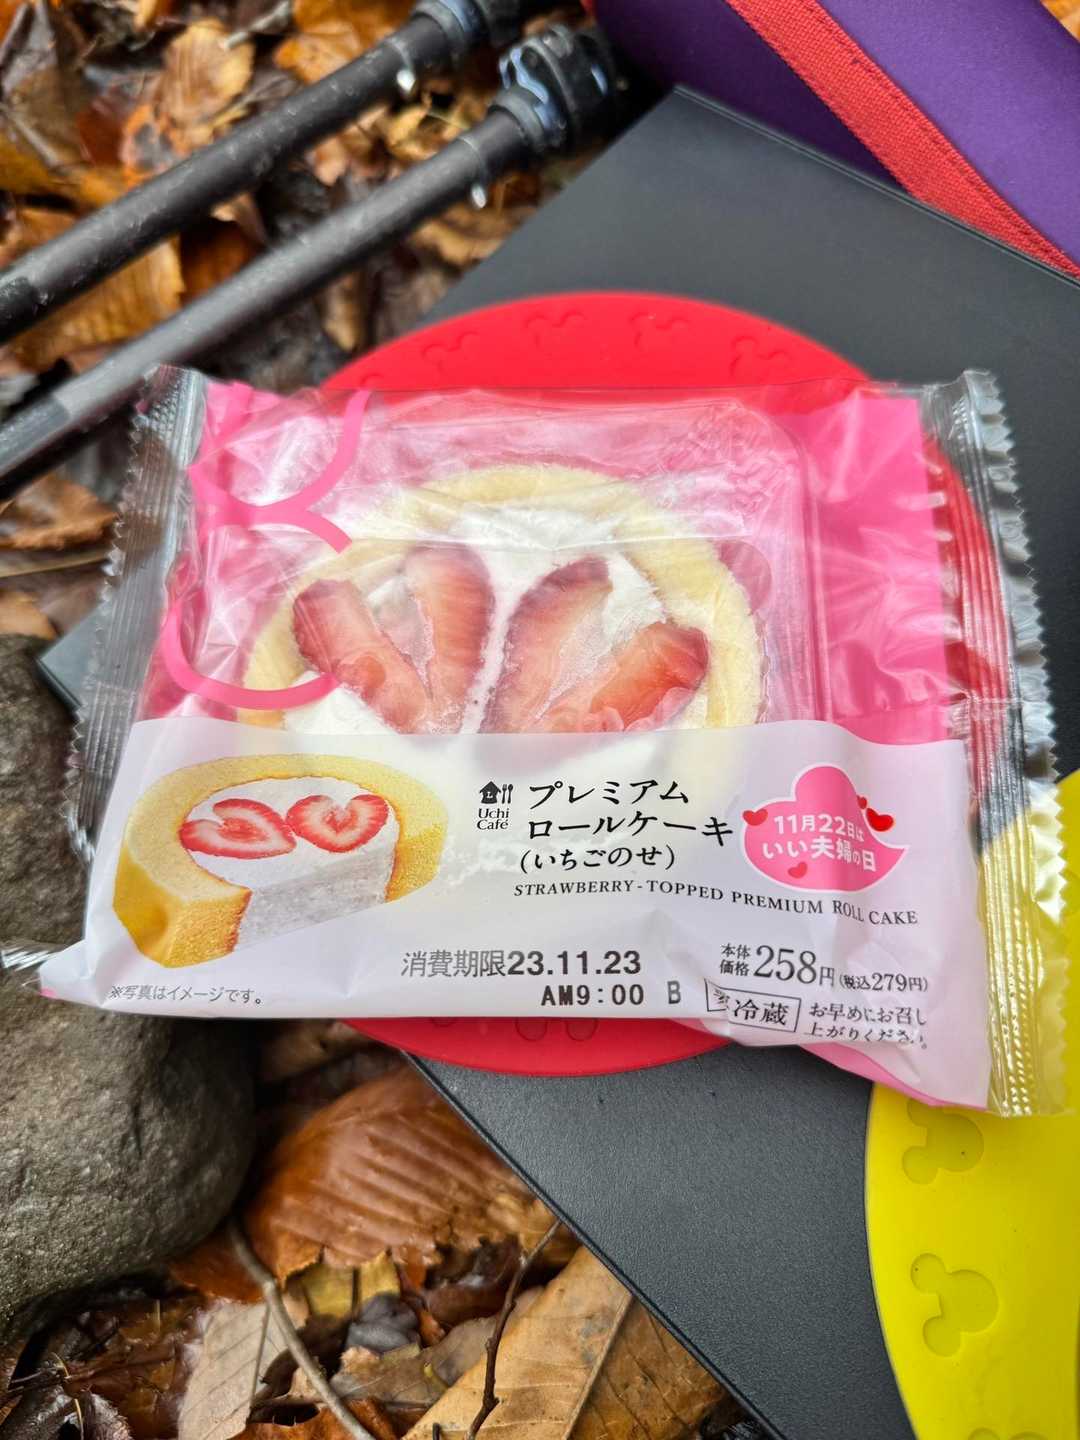 Uchi
Café
プレミアム
ロールケーキ
(いちごのせ)
STRAWBERRY-TOPPED PREMIUM ROLL CAKE
11月22日は
いい夫婦の日
消費期限23.11.23
AM9:00 B
本体価格258円(税込279円)
要冷蔵
お早めにお召し
上がりください。
※写真はイメージです。